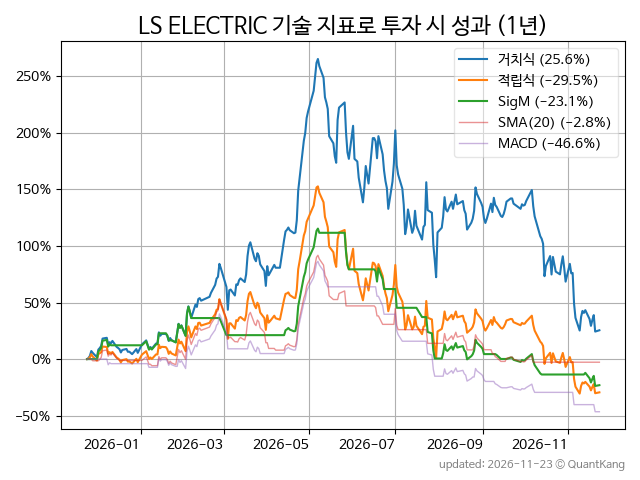 LS ELECTRIC 기술 지표로 투자 시 성과 (1년)
거치식 (25.6%)
적립식 (−29.5%)
SigM (−23.1%)
SMA(20) (−2.8%)
MACD (−46.6%)
250%
200%
150%
100%
50%
0%
−50%
2026-01 2026-03 2026-05 2026-07 2026-09 2026-11
updated: 2026-11-23 © QuantKang